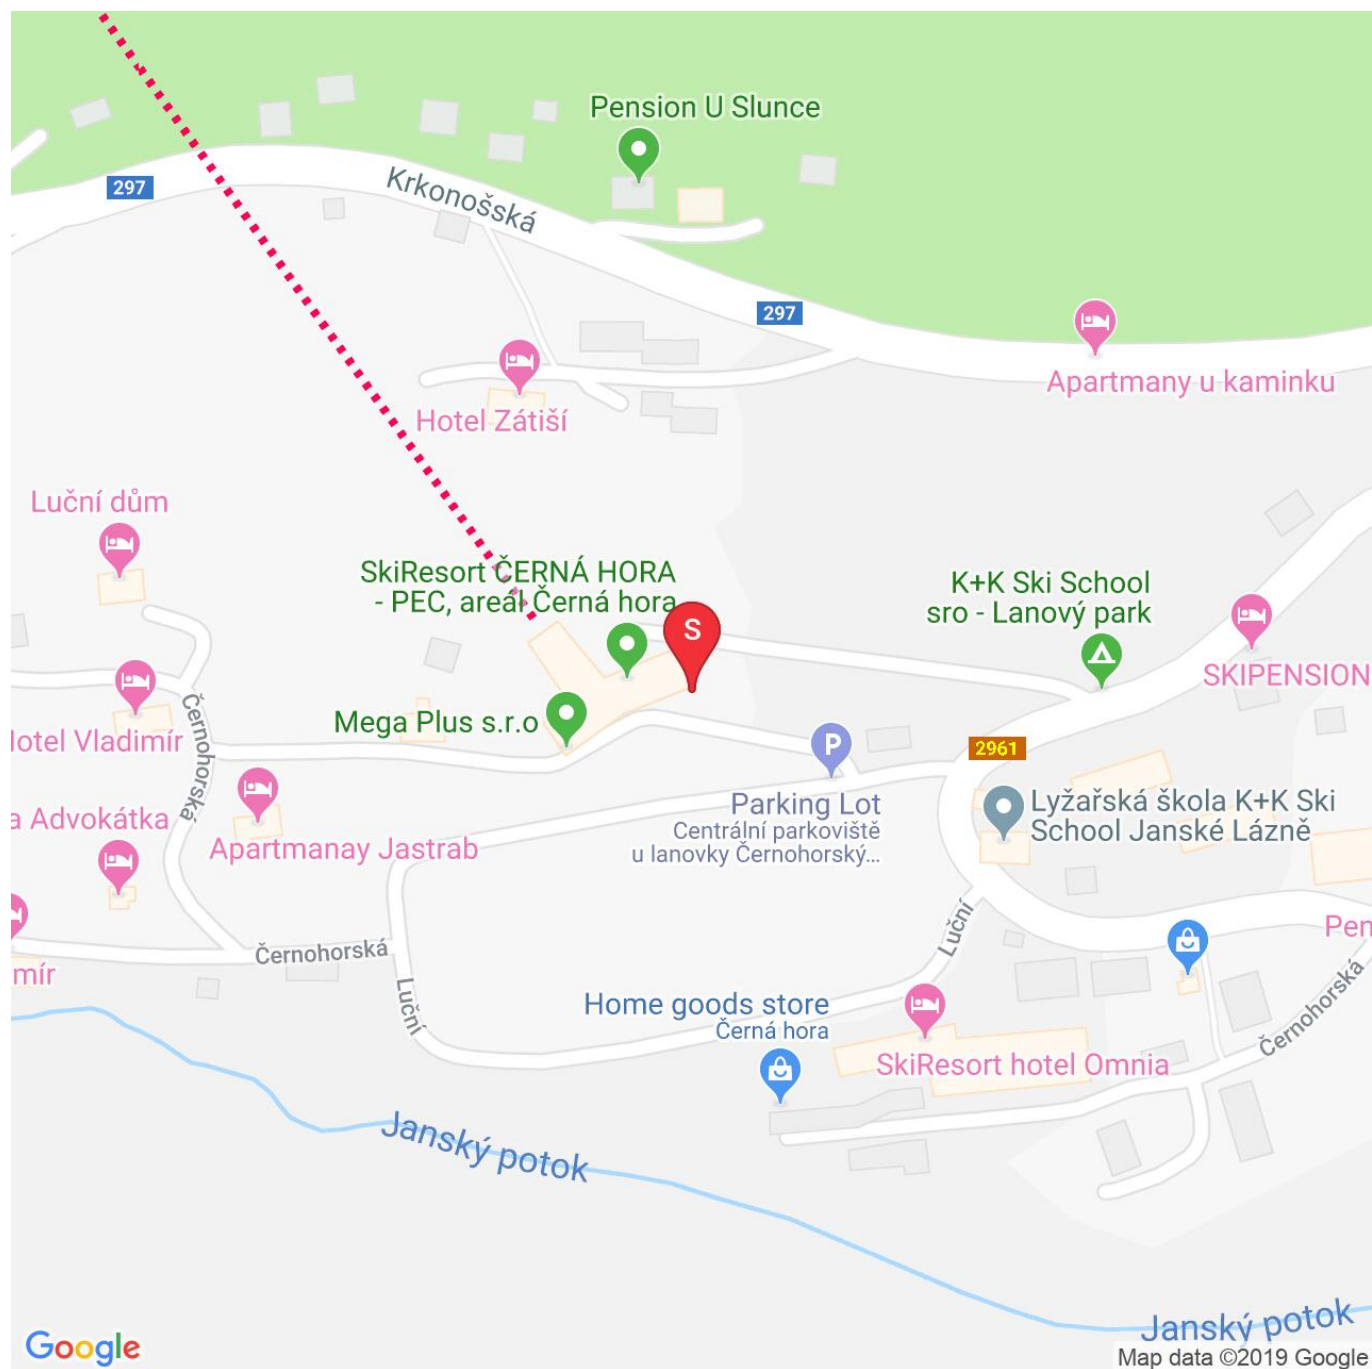 Pension U Slunce
297
Krkonošská
297
Apartmany u kaminku
Hotel Zátiší
Luční dům
SkiResort ČERNÁ HORA
- PEC, areál Černá hora
K+K Ski School
sro - Lanový park
S
SKIPENSION
Mega Plus s.r.o
Hotel Vladimír
Černohorská
P
2961
Parking Lot
Centrální parkoviště
u lanovky Černohorský...
Lyžařská škola K+K Ski
School Janské Lázně
a Advokátka
Apartmanay Jastrab
Luční
Pen
Černohorská
mír
Luční
Home goods store
Černá hora
SkiResort hotel Omnia
Černohorská
Janský potok
Janský potok
Google
Map data ©2019 Google